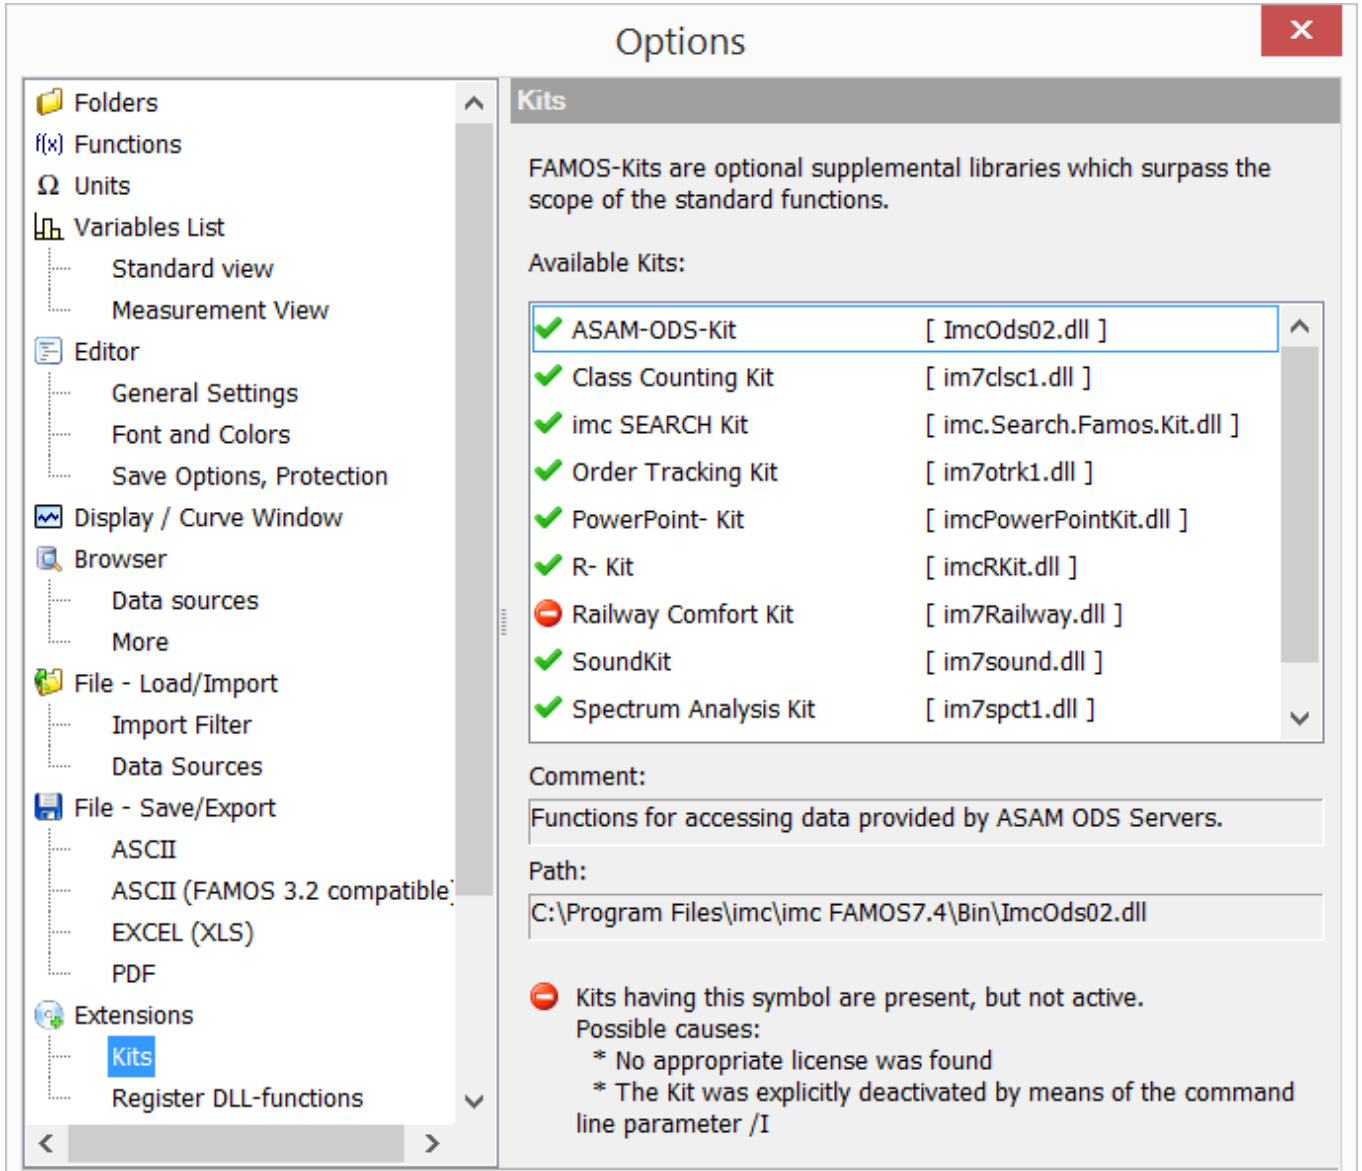 Options
Folders
f(x) Functions
Ω Units
Variables List
Standard view
Measurement View
Editor
General Settings
Font and Colors
Save Options, Protection
Display / Curve Window
Browser
Data sources
More
File - Load/Import
Import Filter
Data Sources
File - Save/Export
ASCII
ASCII (FAMOS 3.2 compatible)
EXCEL (XLS)
PDF
Extensions
Kits
Register DLL-functions
Kits
FAMOS-Kits are optional supplemental libraries which surpass the
scope of the standard functions.
Available Kits:
ASAM-ODS-Kit [ ImcOds02.dll ]
Class Counting Kit [ im7clsc1.dll ]
imc SEARCH Kit [ imc.Search.Famos.Kit.dll ]
Order Tracking Kit [ im7otrk1.dll ]
PowerPoint- Kit [ imcPowerPointKit.dll ]
R- Kit [ imcRKit.dll ]
Railway Comfort Kit [ im7Railway.dll ]
SoundKit [ im7sound.dll ]
Spectrum Analysis Kit [ im7spct1.dll ]
Comment:
Functions for accessing data provided by ASAM ODS Servers.
Path:
C:\Program Files\imc\imc FAMOS7.4\Bin\ImcOds02.dll
Kits having this symbol are present, but not active.
Possible causes:
* No appropriate license was found
* The Kit was explicitly deactivated by means of the command
line parameter /I